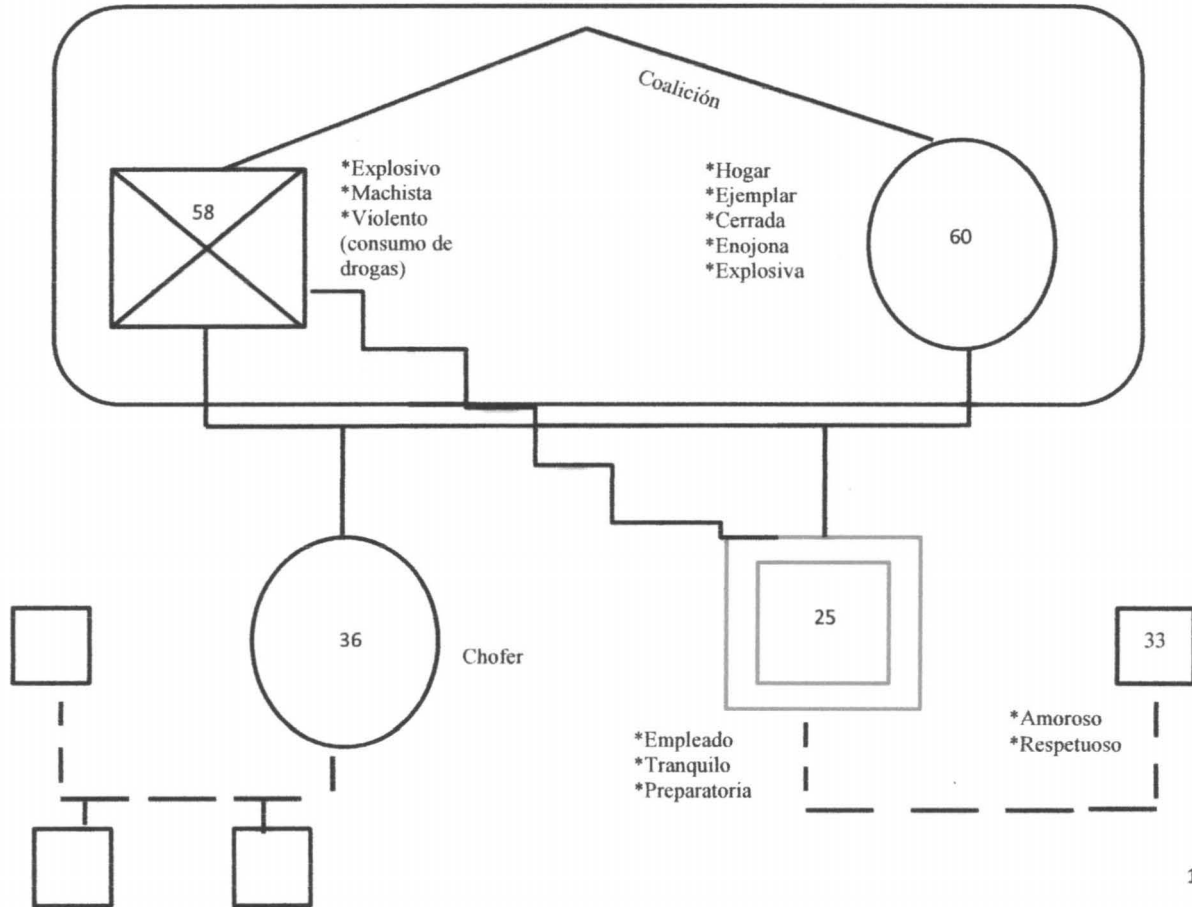 Coalición
58
*Explosivo
*Machista
*Violento
(consumo de
drogas)
*Hogar
*Ejemplar
*Cerrada
*Enojona
*Explosiva
60
36
Chofer
25
33
*Empleado
*Tranquilo
*Preparatoria
*Amoroso
*Respetuoso
1